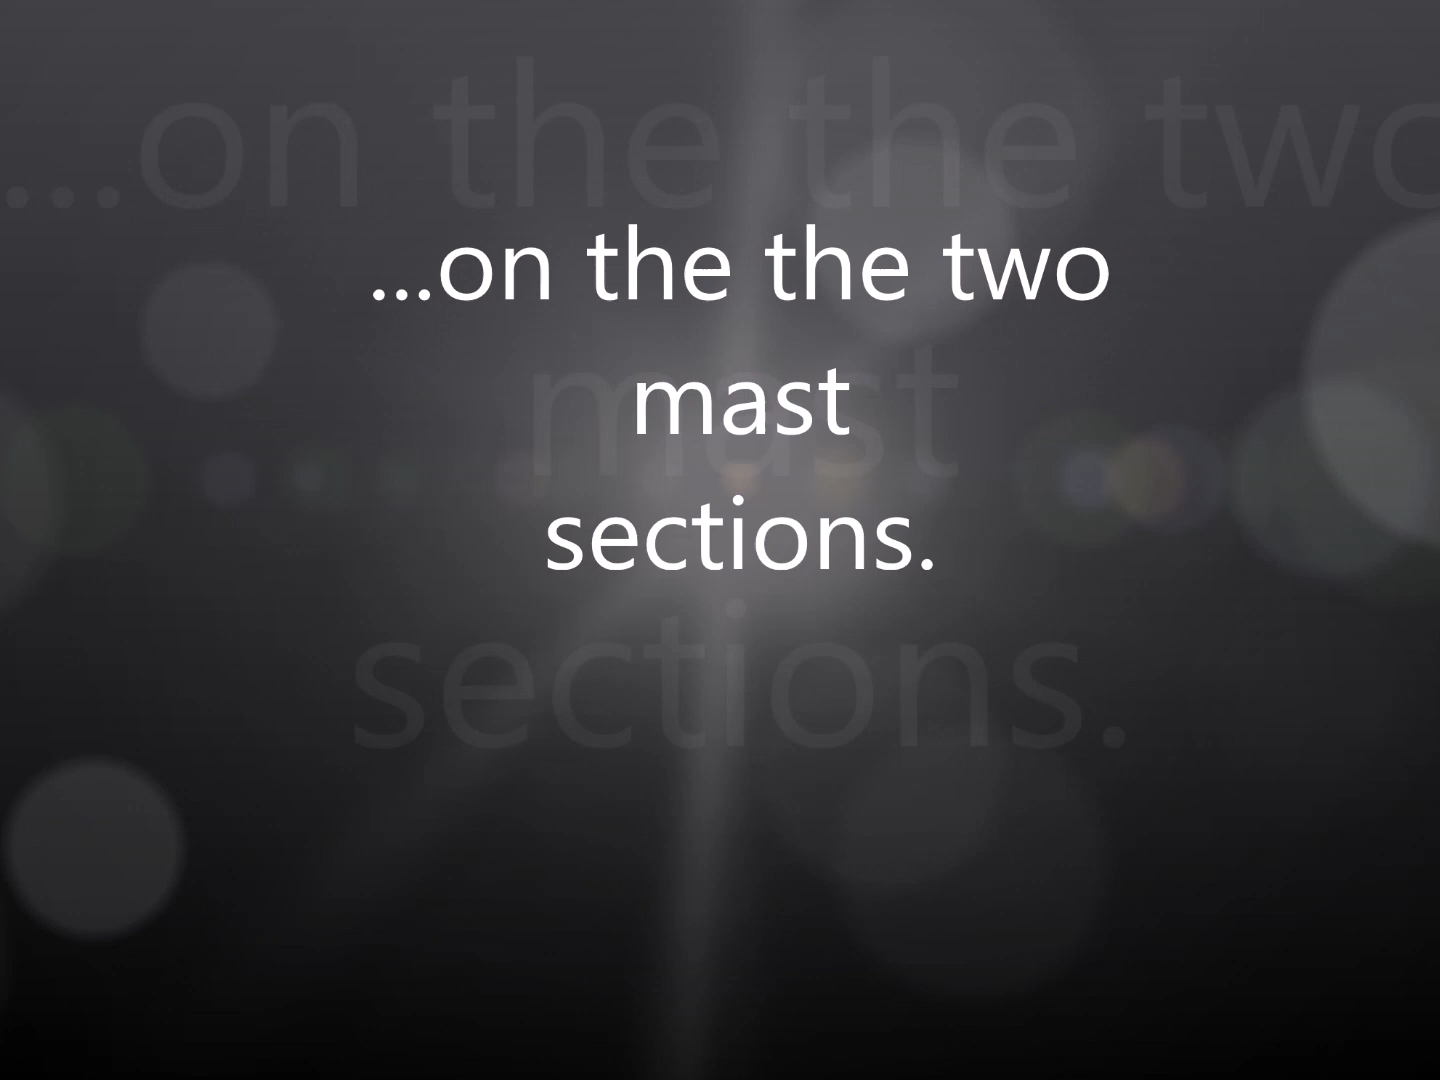 ...on the the two
mast
sections.